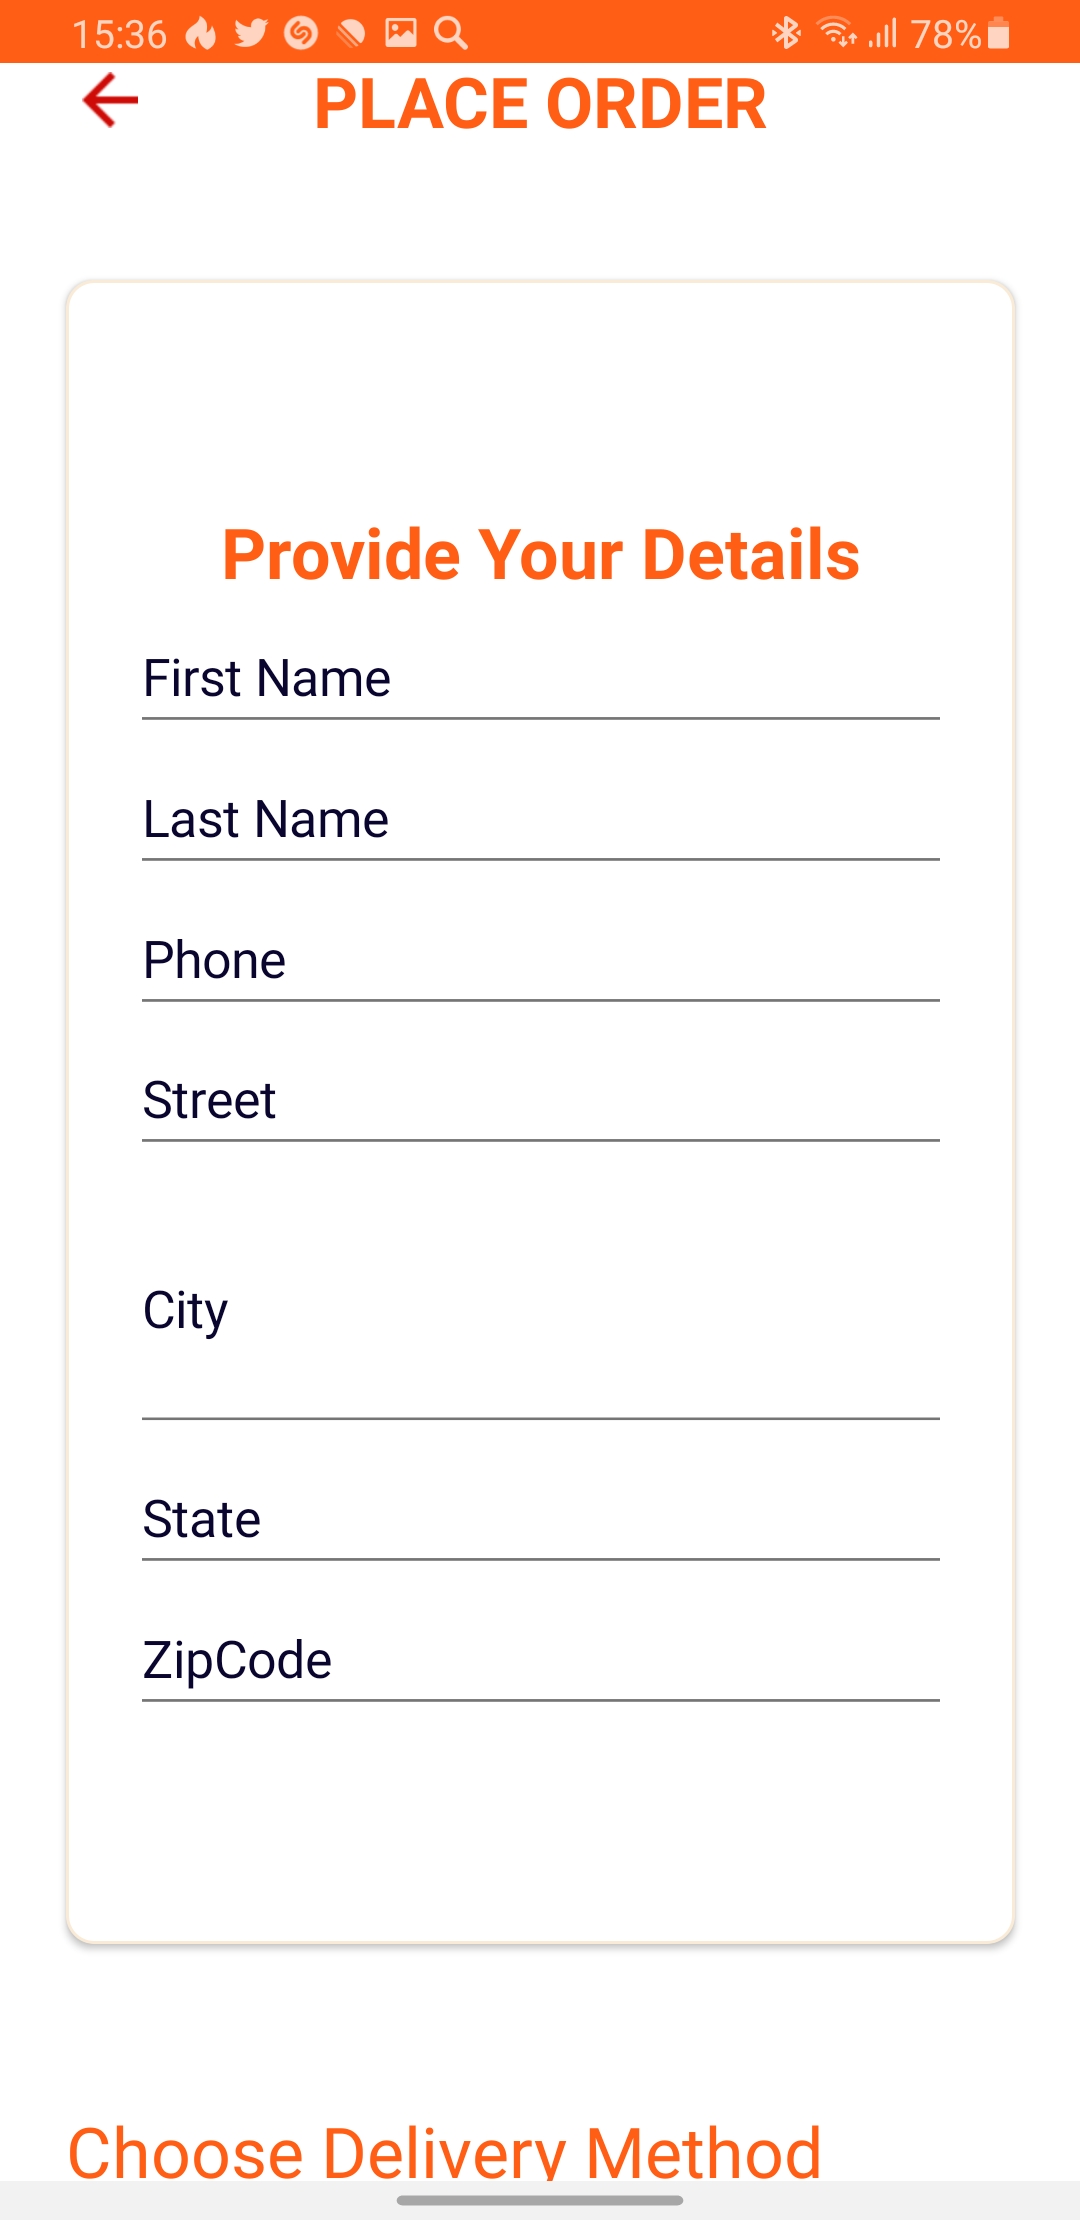 15:36 78%
PLACE ORDER
Provide Your Details
First Name
Last Name
Phone
Street
City
State
ZipCode
Choose Delivery Method